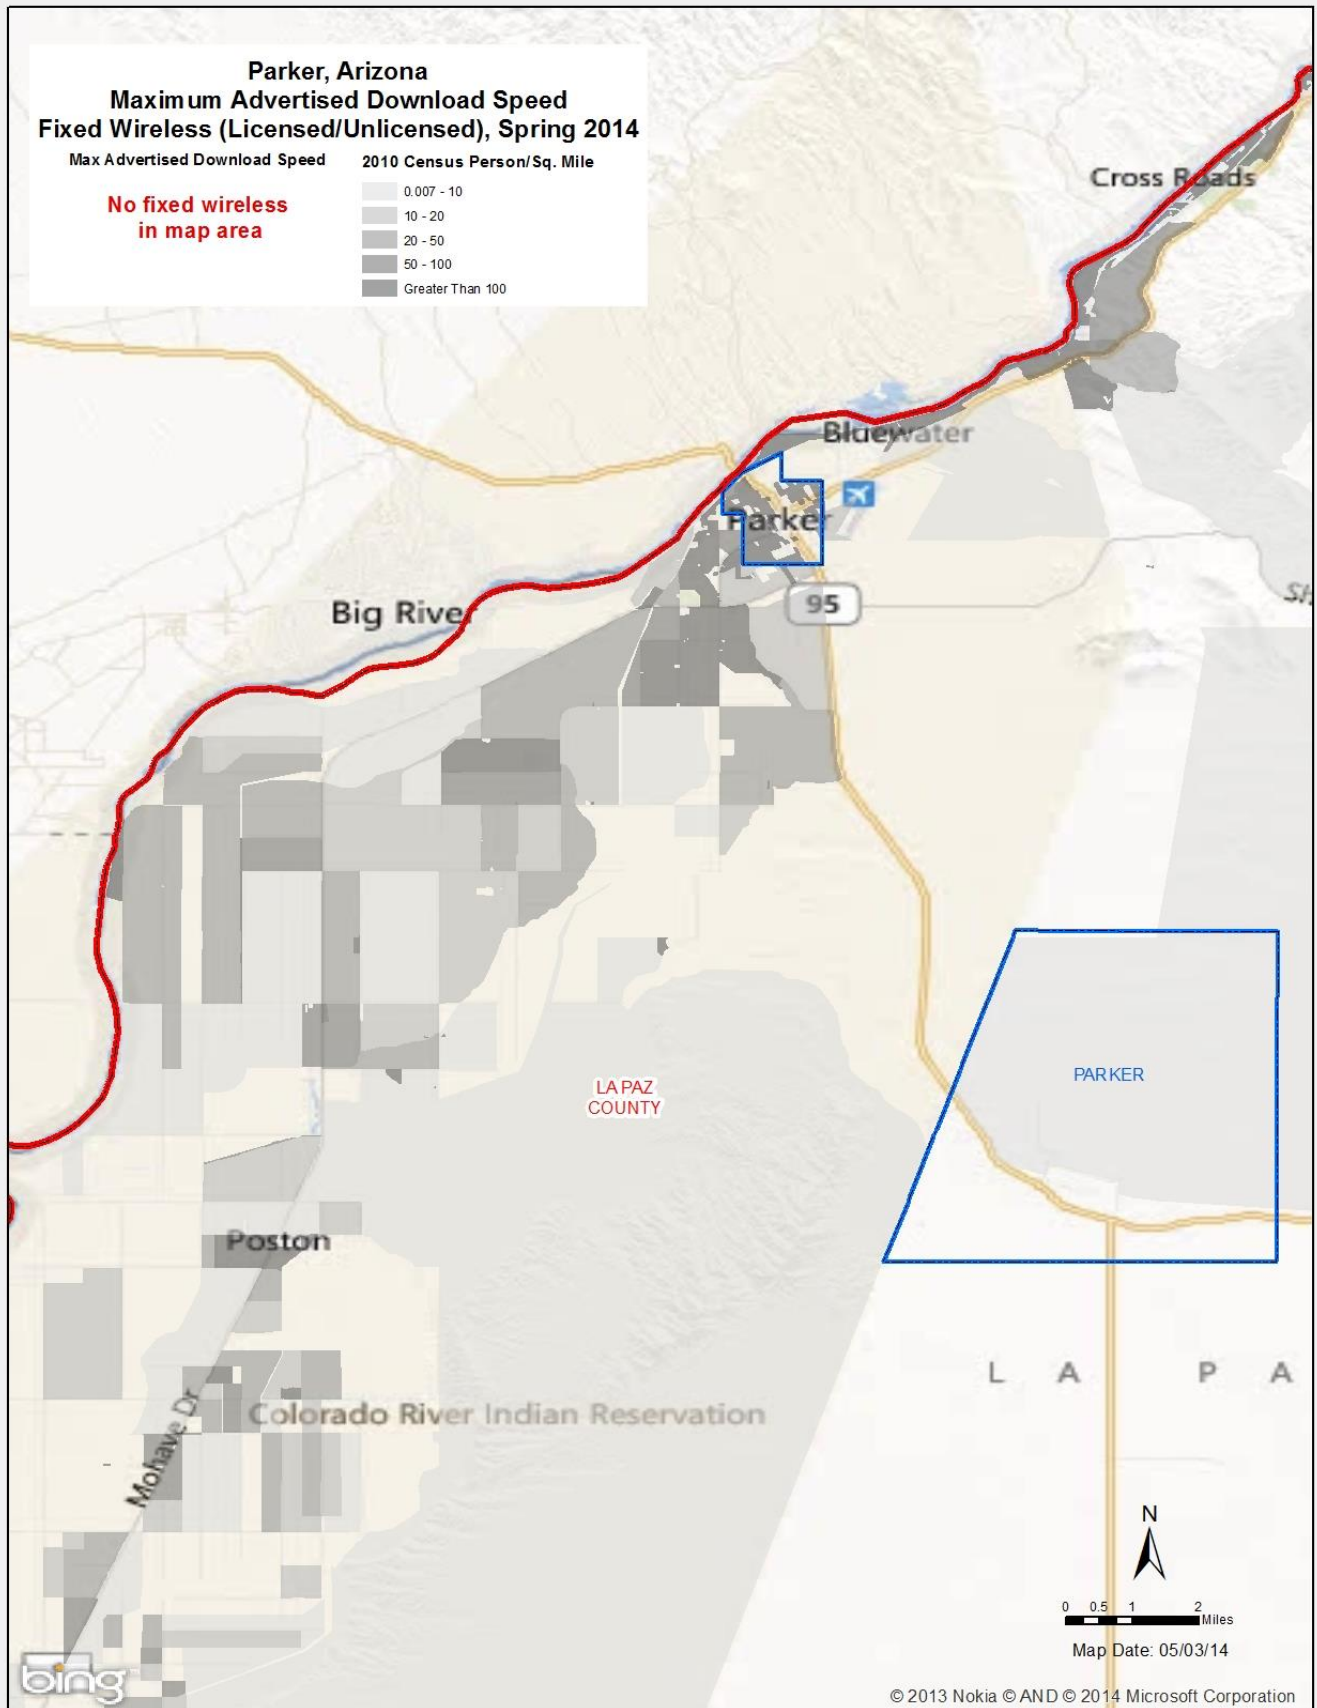 Parker, Arizona
Maximum Advertised Download Speed
Fixed Wireless (Licensed/Unlicensed), Spring 2014
Max Advertised Download Speed
No fixed wireless
in map area
2010 Census Person/Sq. Mile
0.007 - 10
10 - 20
20 - 50
50 - 100
Greater Than 100
Cross Roads
Bluewater
Parker
95
Big River
LA PAZ
COUNTY
PARKER
Poston
L A P A
Colorado River Indian Reservation
Mohave Dr
N
0 0.5 1 2
Miles
Map Date: 05/03/14
bing
© 2013 Nokia © AND © 2014 Microsoft Corporation